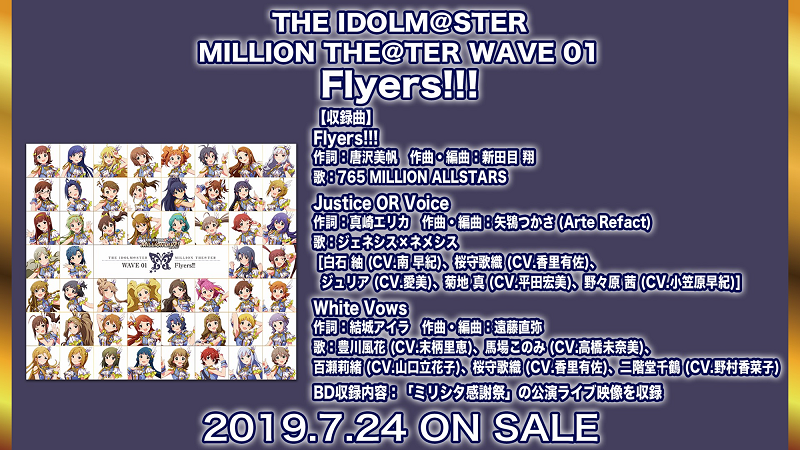 THE IDOLM@STER
MILLION THE@TER WAVE 01
Flyers!!!
【収録曲】
Flyers!!!
作詞：唐沢美帆　作曲・編曲：新田目 翔
歌：765 MILLION ALLSTARS
Justice OR Voice
作詞：真崎エリカ　作曲・編曲：矢鴇つかさ (Arte Refact)
歌：ジェネシス×ネメシス
[白石 紬 (CV.南 早紀)、桜守歌織 (CV.香里有佐)、
ジュリア (CV.愛美)、菊地 真 (CV.平田宏美)、野々原 茜 (CV.小笠原早紀)]
White Vows
作詞：結城アイラ　作曲・編曲：遠藤直弥
歌：豊川風花 (CV.末柄里恵)、馬場このみ (CV.高橋未奈美)、
百瀬莉緒 (CV.山口立花子)、桜守歌織 (CV.香里有佐)、二階堂千鶴 (CV.野村香菜子)
BD収録内容：「ミリシタ感謝祭」の公演ライブ映像を収録
THE IDOLM@STER MILLION THE@TER
WAVE 01 Flyers!!!
2019.7.24 ON SALE